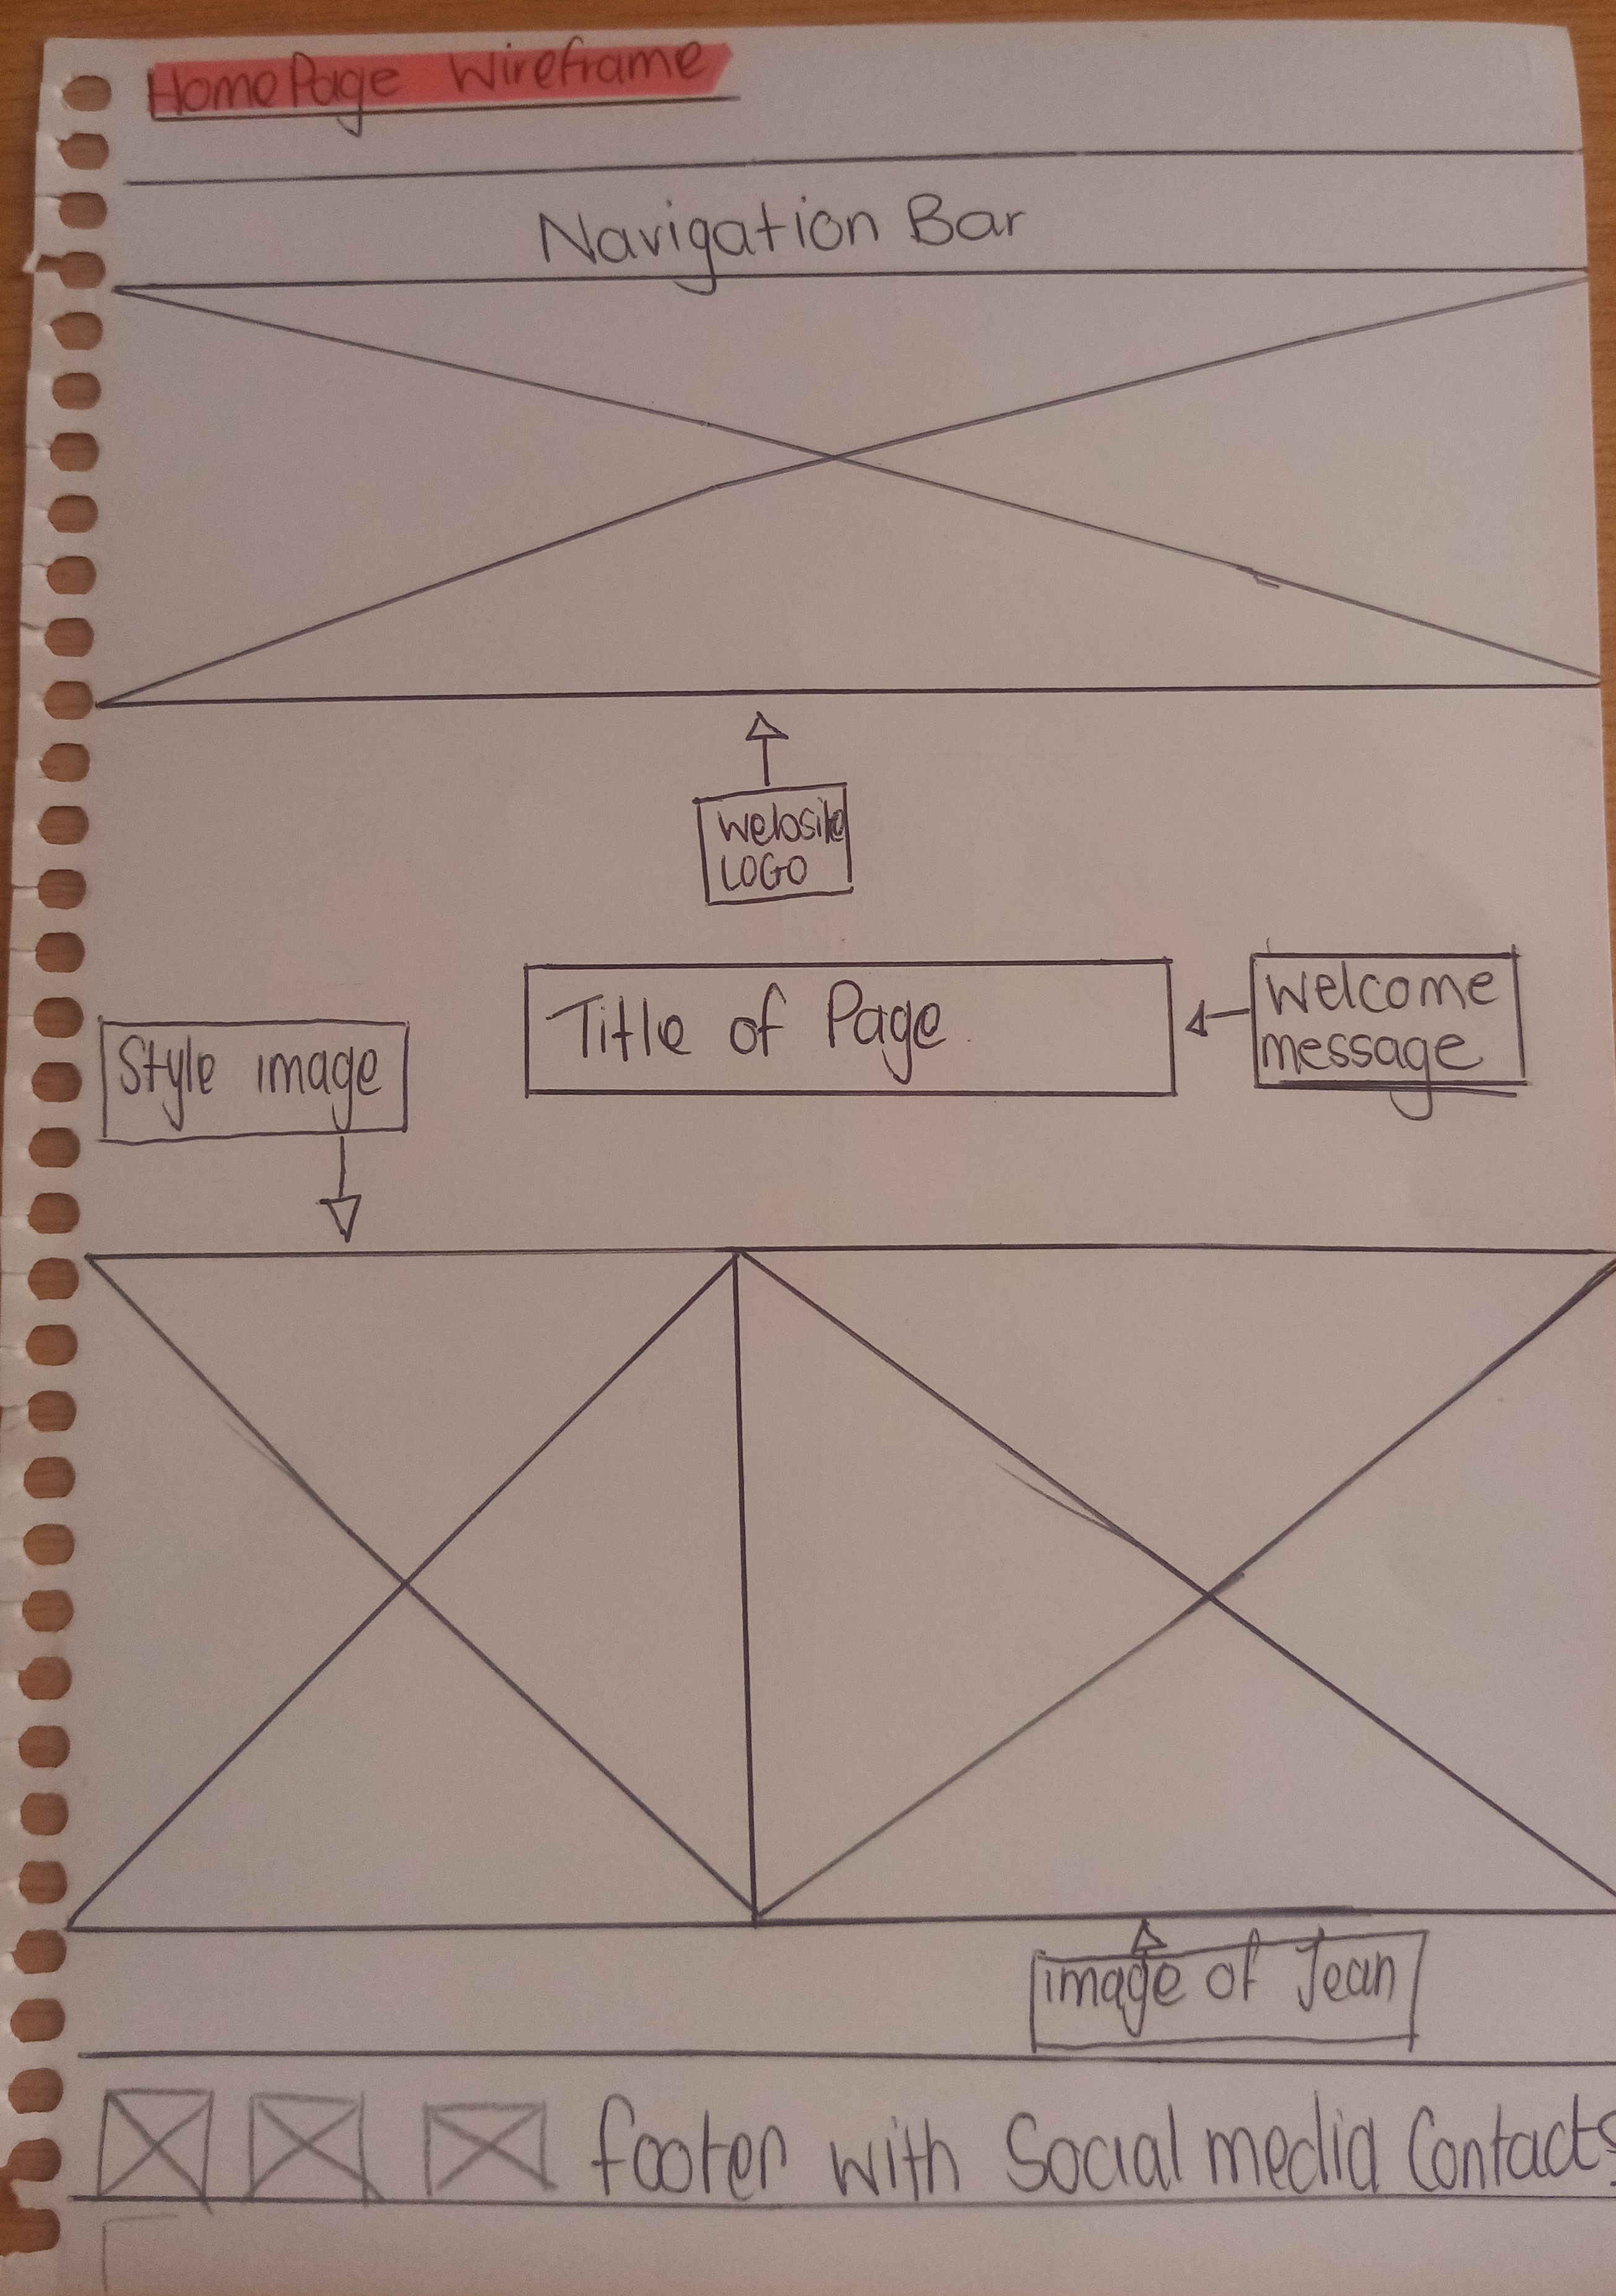 HomePage Wireframe
Navigation Bar
Website
LOGO
Title of Page.
Welcome
message
Style image
image of Jean
footer with Social media Contacts